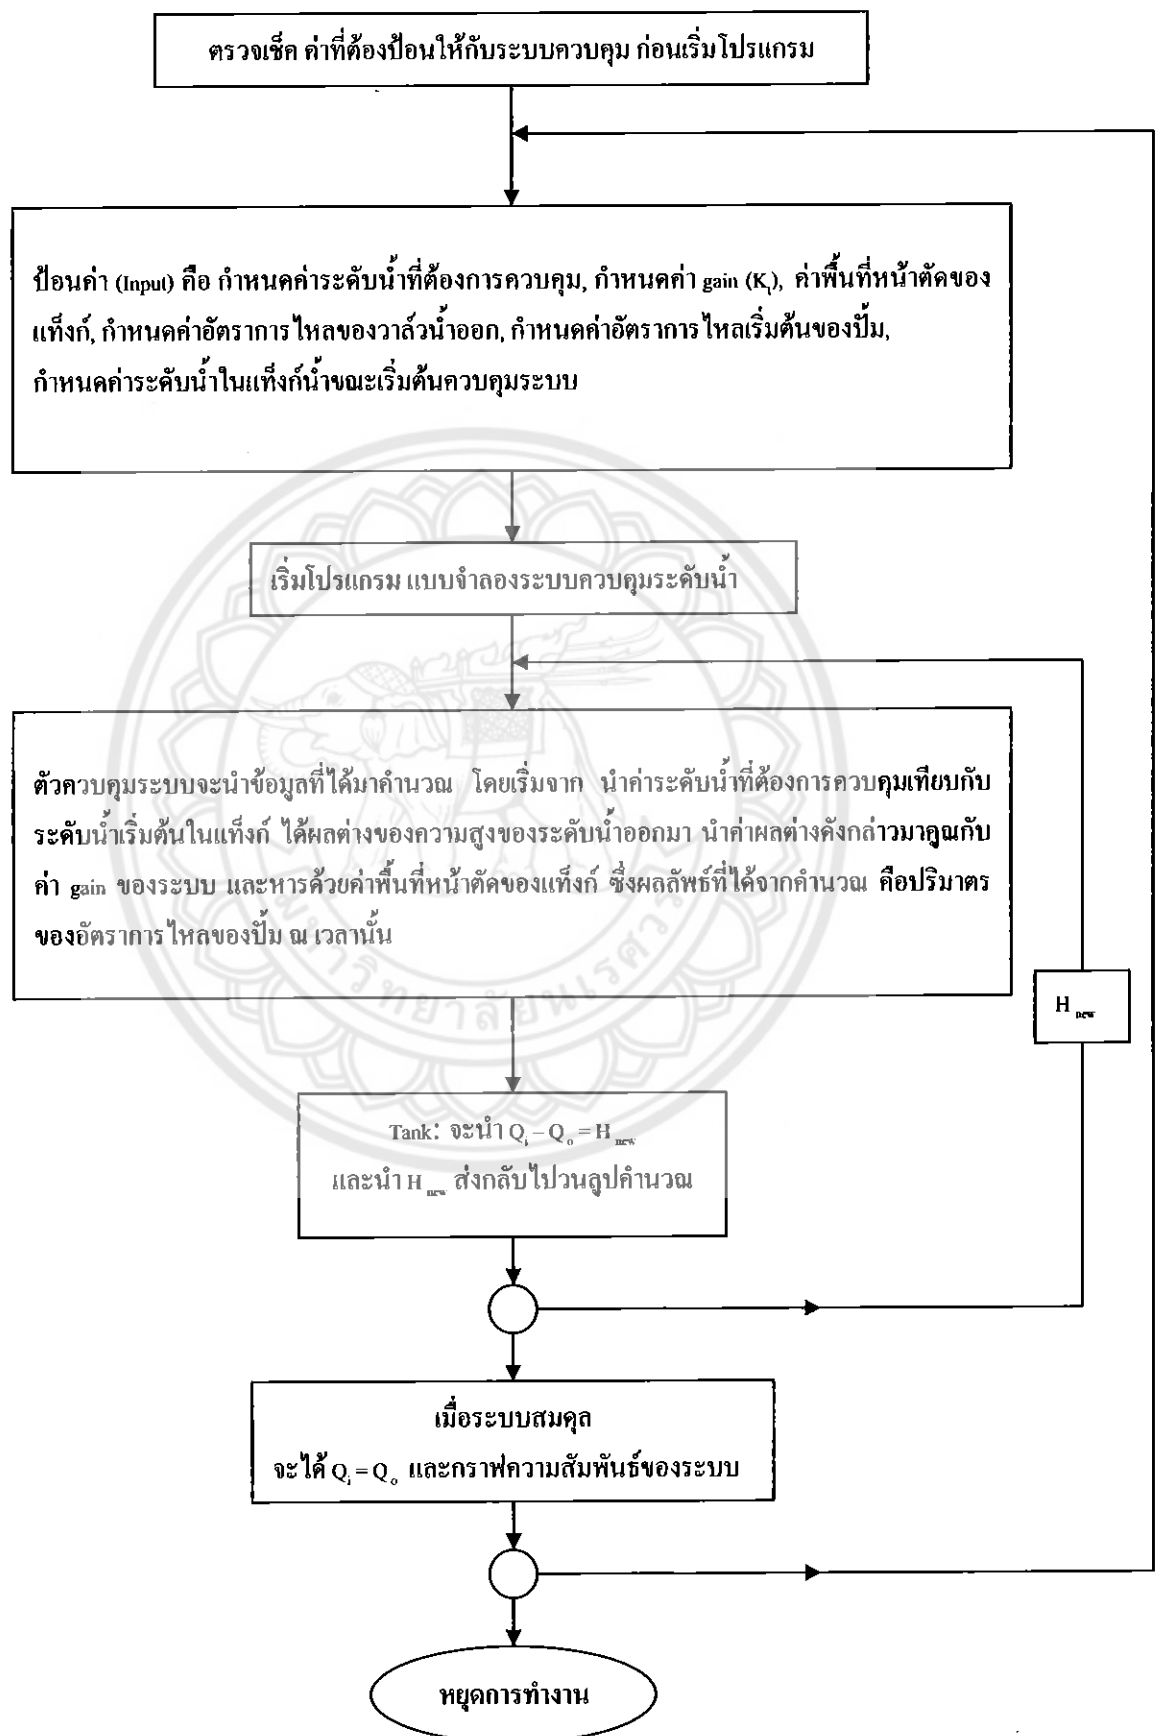 ตรวจเช็ค ค่าที่ต้องป้อนให้กับระบบควบคุม ก่อนเริ่มโปรแกรม
ป้อนค่า (Input) คือ กำหนดค่าระดับน้ำที่ต้องการควบคุม, กำหนดค่า gain (K_i), ค่าพื้นที่หน้าตัดของ
แท็งก์, กำหนดค่าอัตราการไหลของวาล์วน้ำออก, กำหนดค่าอัตราการไหลเริ่มต้นของปั้ม,
กำหนดค่าระดับน้ำในแท็งก์น้ำขณะเริ่มต้นควบคุมระบบ
เริ่มโปรแกรม แบบจำลองระบบควบคุมระดับน้ำ
ตัวควบคุมระบบจะนำข้อมูลที่ได้มาคำนวณ โดยเริ่มจาก นำค่าระดับน้ำที่ต้องการควบคุมเทียบกับ
ระดับน้ำเริ่มต้นในแท็งก์ ได้ผลต่างของความสูงของระดับน้ำออกมา นำค่าผลต่างดังกล่าวมาคูณกับ
ค่า gain ของระบบ และหารด้วยค่าพื้นที่หน้าตัดของแท็งก์ ซึ่งผลลัพธ์ที่ได้จากคำนวณ คือปริมาตร
ของอัตราการไหลของปั้ม ณ เวลานั้น
มหาวิทยาลัยนเรศวร
H_new
Tank: จะนำ Q_i – Q_o = H_new
และนำ H_new ส่งกลับไปวนลูปคำนวณ
เมื่อระบบสมดุล
จะได้ Q_i = Q_o และกราฟความสัมพันธ์ของระบบ
หยุดการทำงาน